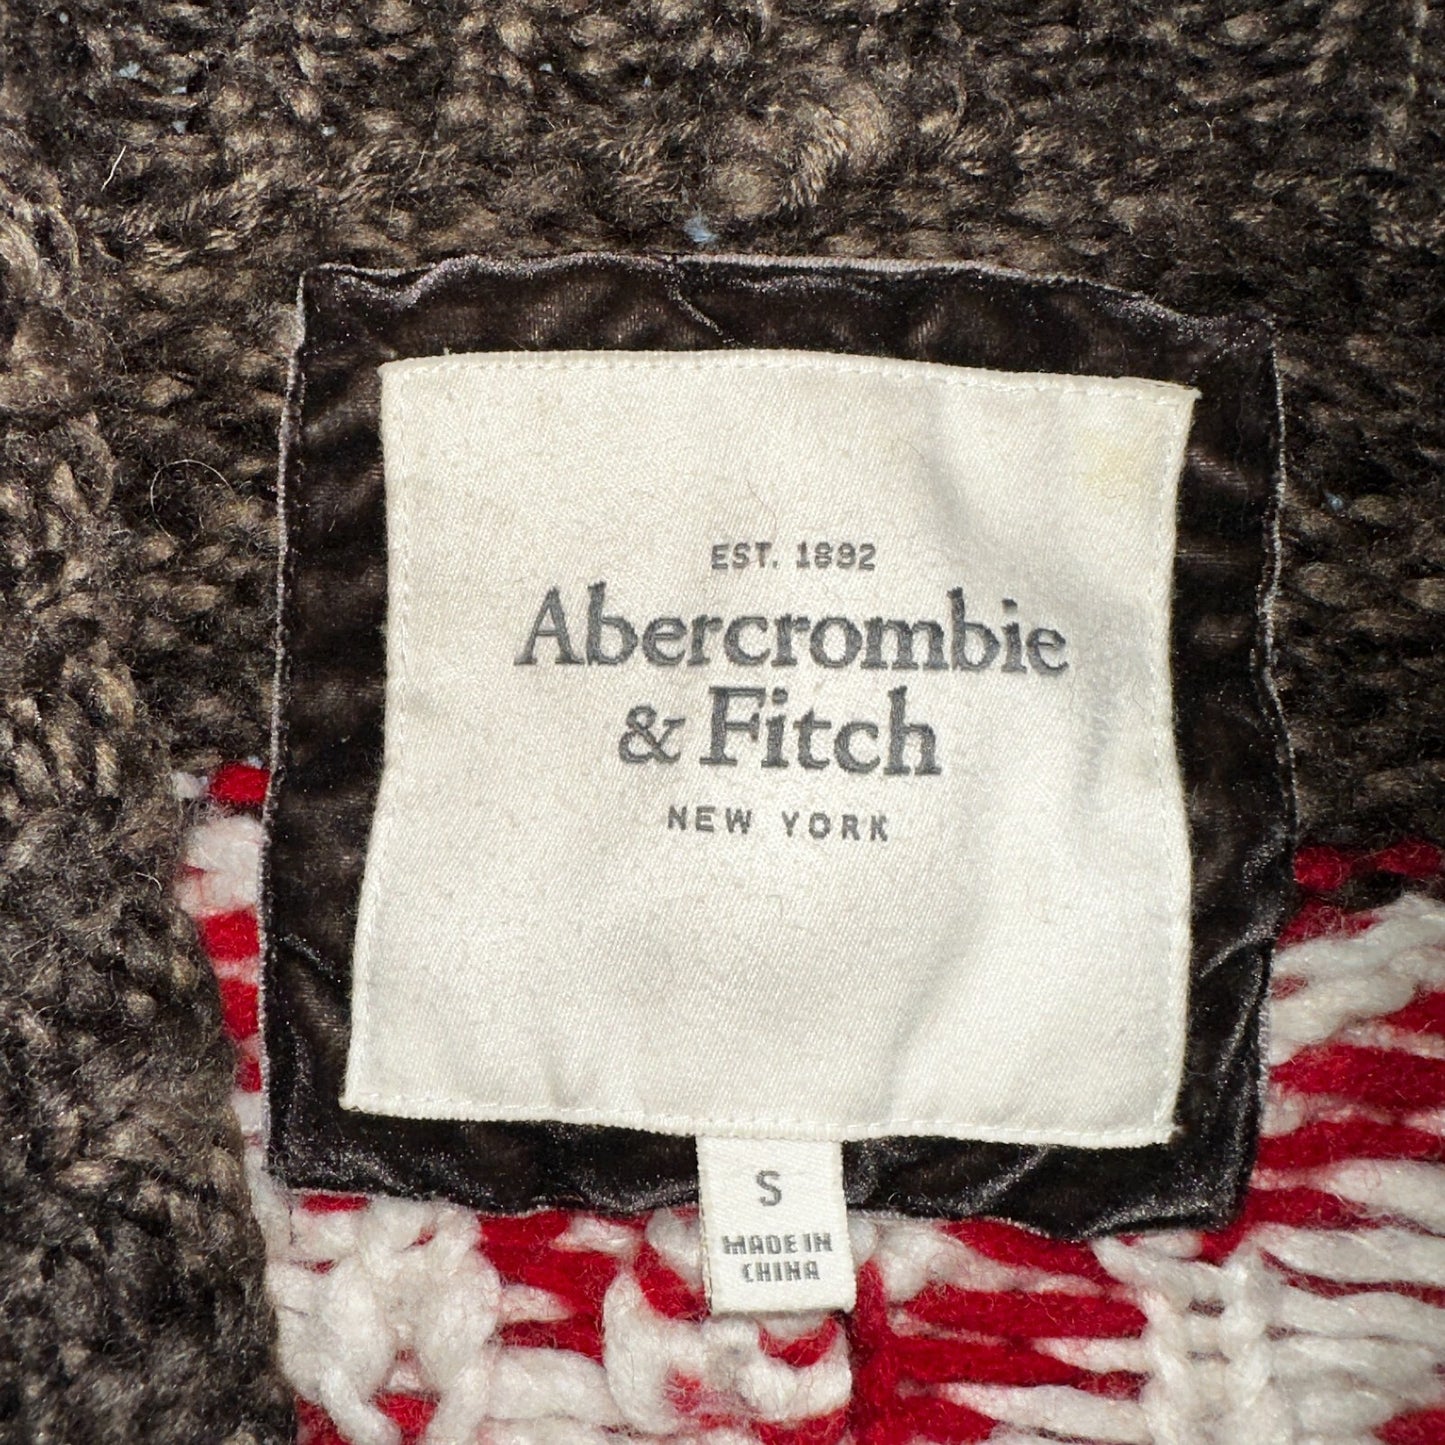 EST. 1892
Abercrombie
& Fitch
NEW YORK
S
MADE IN
CHINA